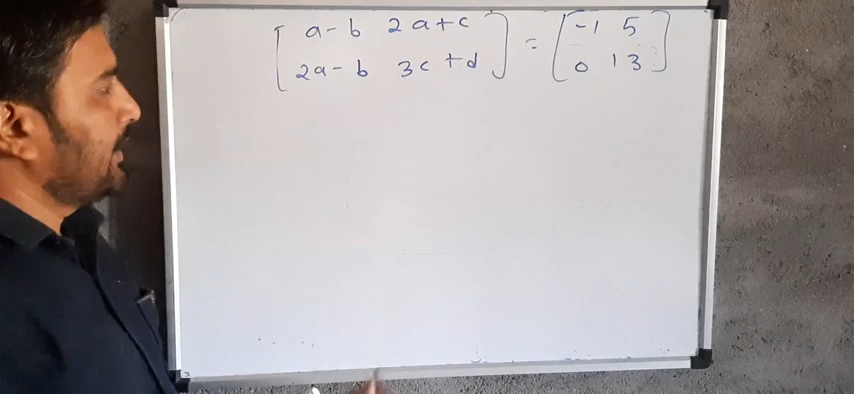 [ a-b 2a+c ] = [ -1 5 ]
[ 2a-b 3c+d ] [ 0 13 ]